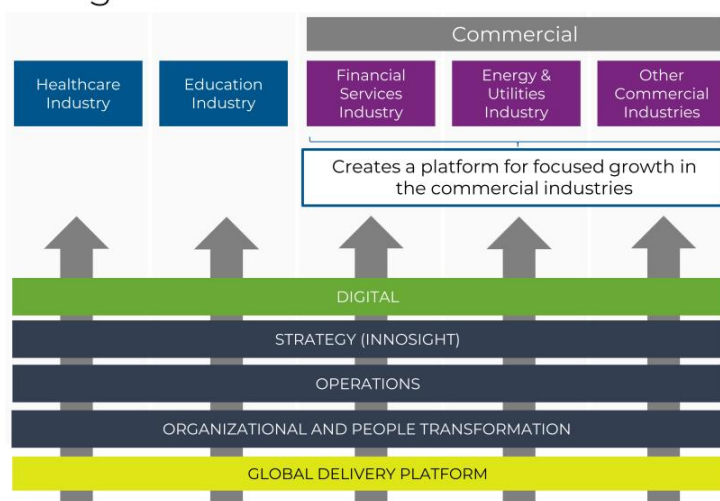 Commercial
Healthcare
Industry
Education
Industry
Financial
Services
Industry
Energy &
Utilities
Industry
Other
Commercial
Industries
Creates a platform for focused growth in
the commercial industries
DIGITAL
STRATEGY (INNOSIGHT)
OPERATIONS
ORGANIZATIONAL AND PEOPLE TRANSFORMATION
GLOBAL DELIVERY PLATFORM